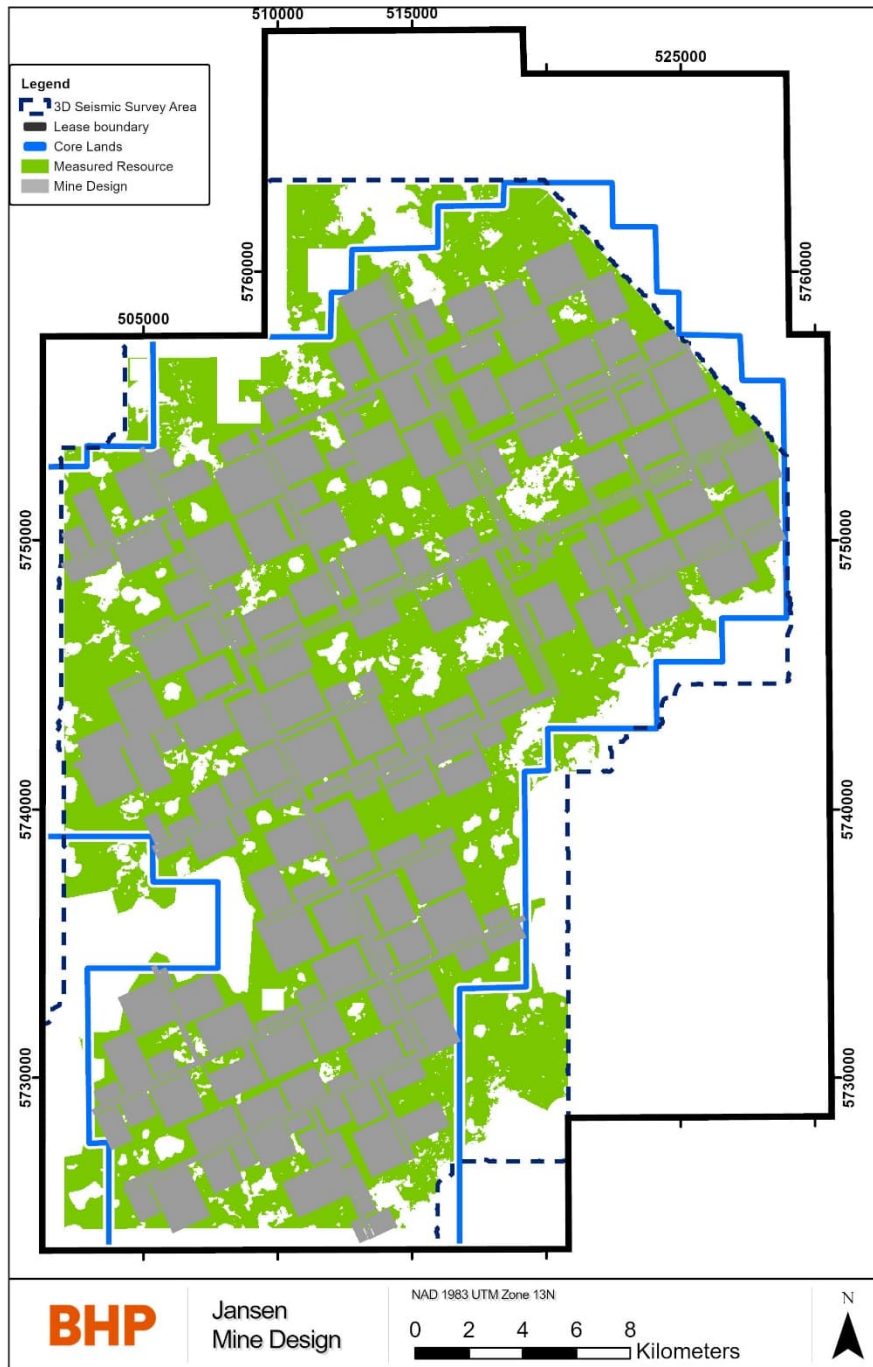 510000
515000
525000
Legend
3D Seismic Survey Area
Lease boundary
Core Lands
Measured Resource
Mine Design
5760000
5760000
505000
5750000
5750000
5740000
5740000
5730000
5730000
BHP
Jansen
Mine Design
NAD 1983 UTM Zone 13N
0 2 4 6 8
Kilometers
N